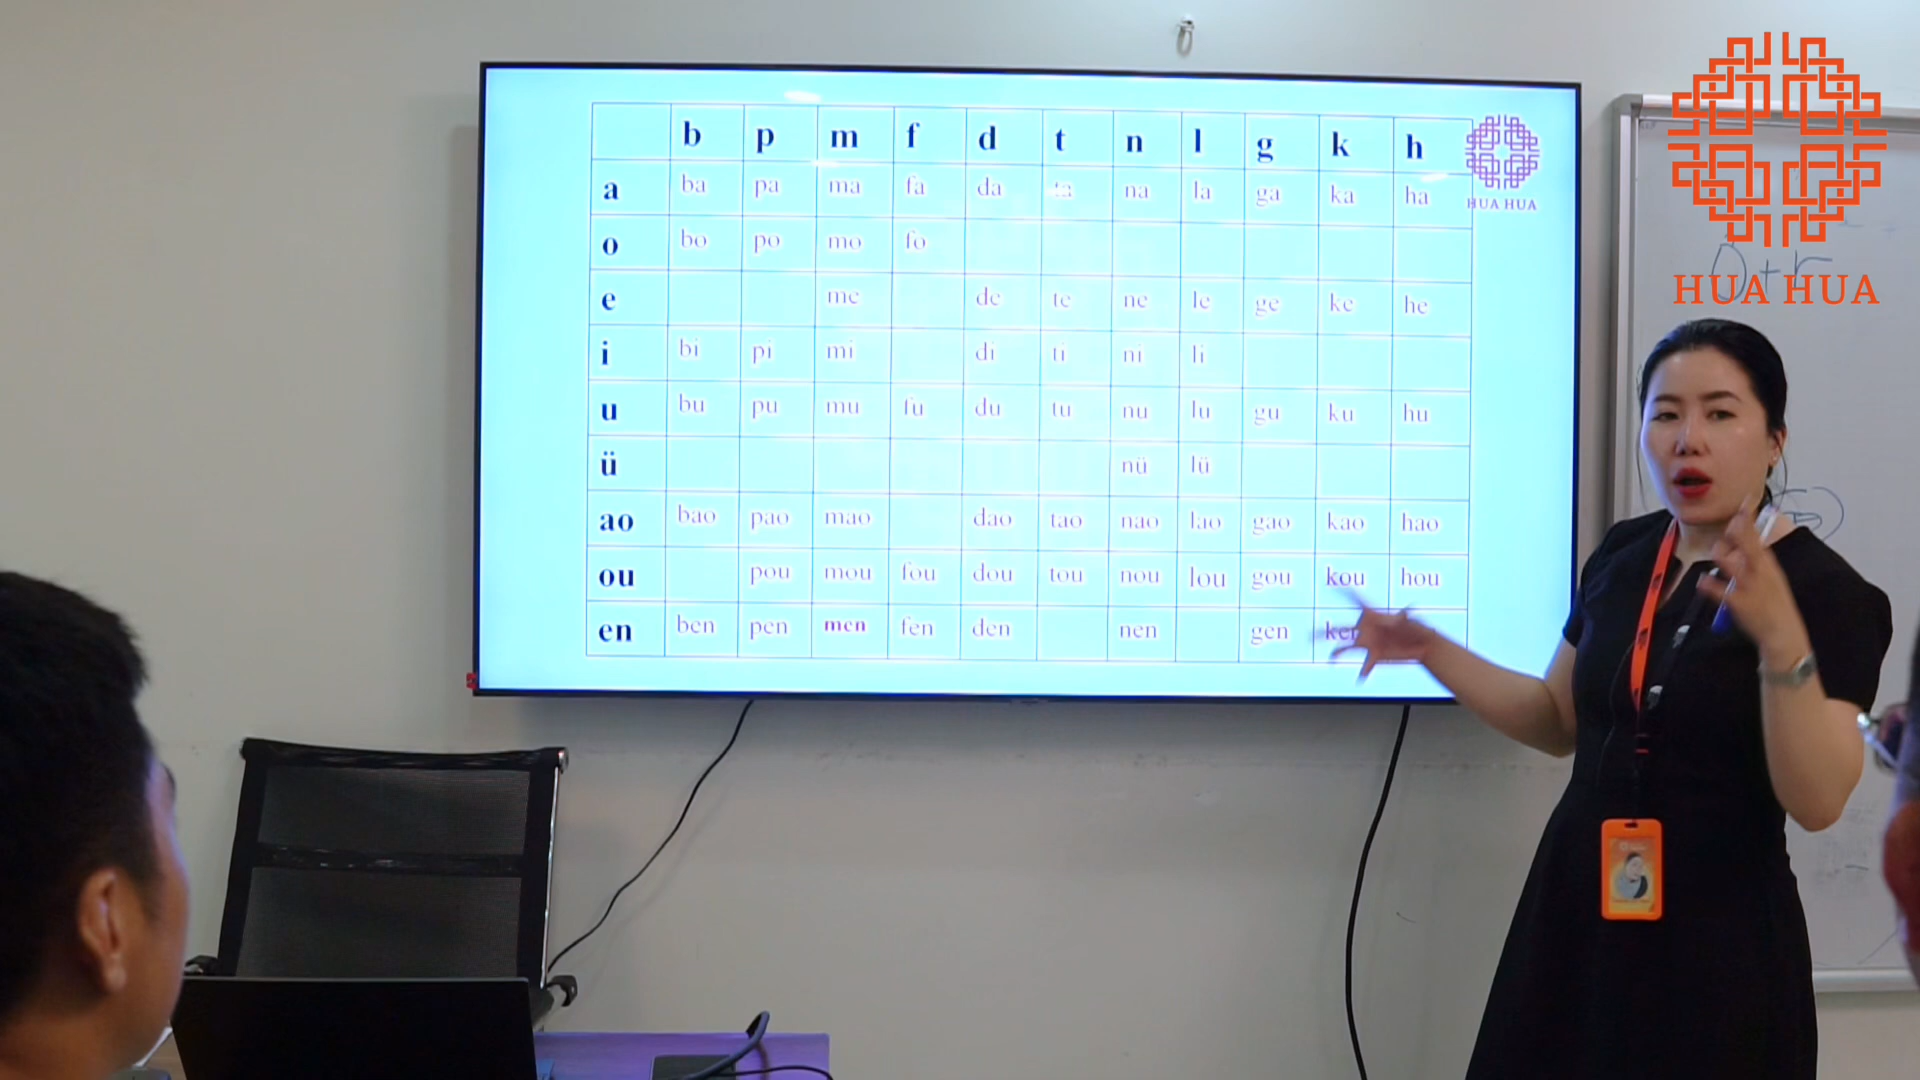 b p m f d t n l g k h
a ba pa ma fa da ta na la ga ka ha
o bo po mo fo
e me de te ne le ge ke he
i bi pi mi di ti ni li
u bu pu mu fu du tu nu lu gu ku hu
ü nü lü
ao bao pao mao dao tao nao lao gao kao hao
ou pou mou fou dou tou nou lou gou kou hou
en ben pen men fen den nen gen
HUA HUA
HUA HUA